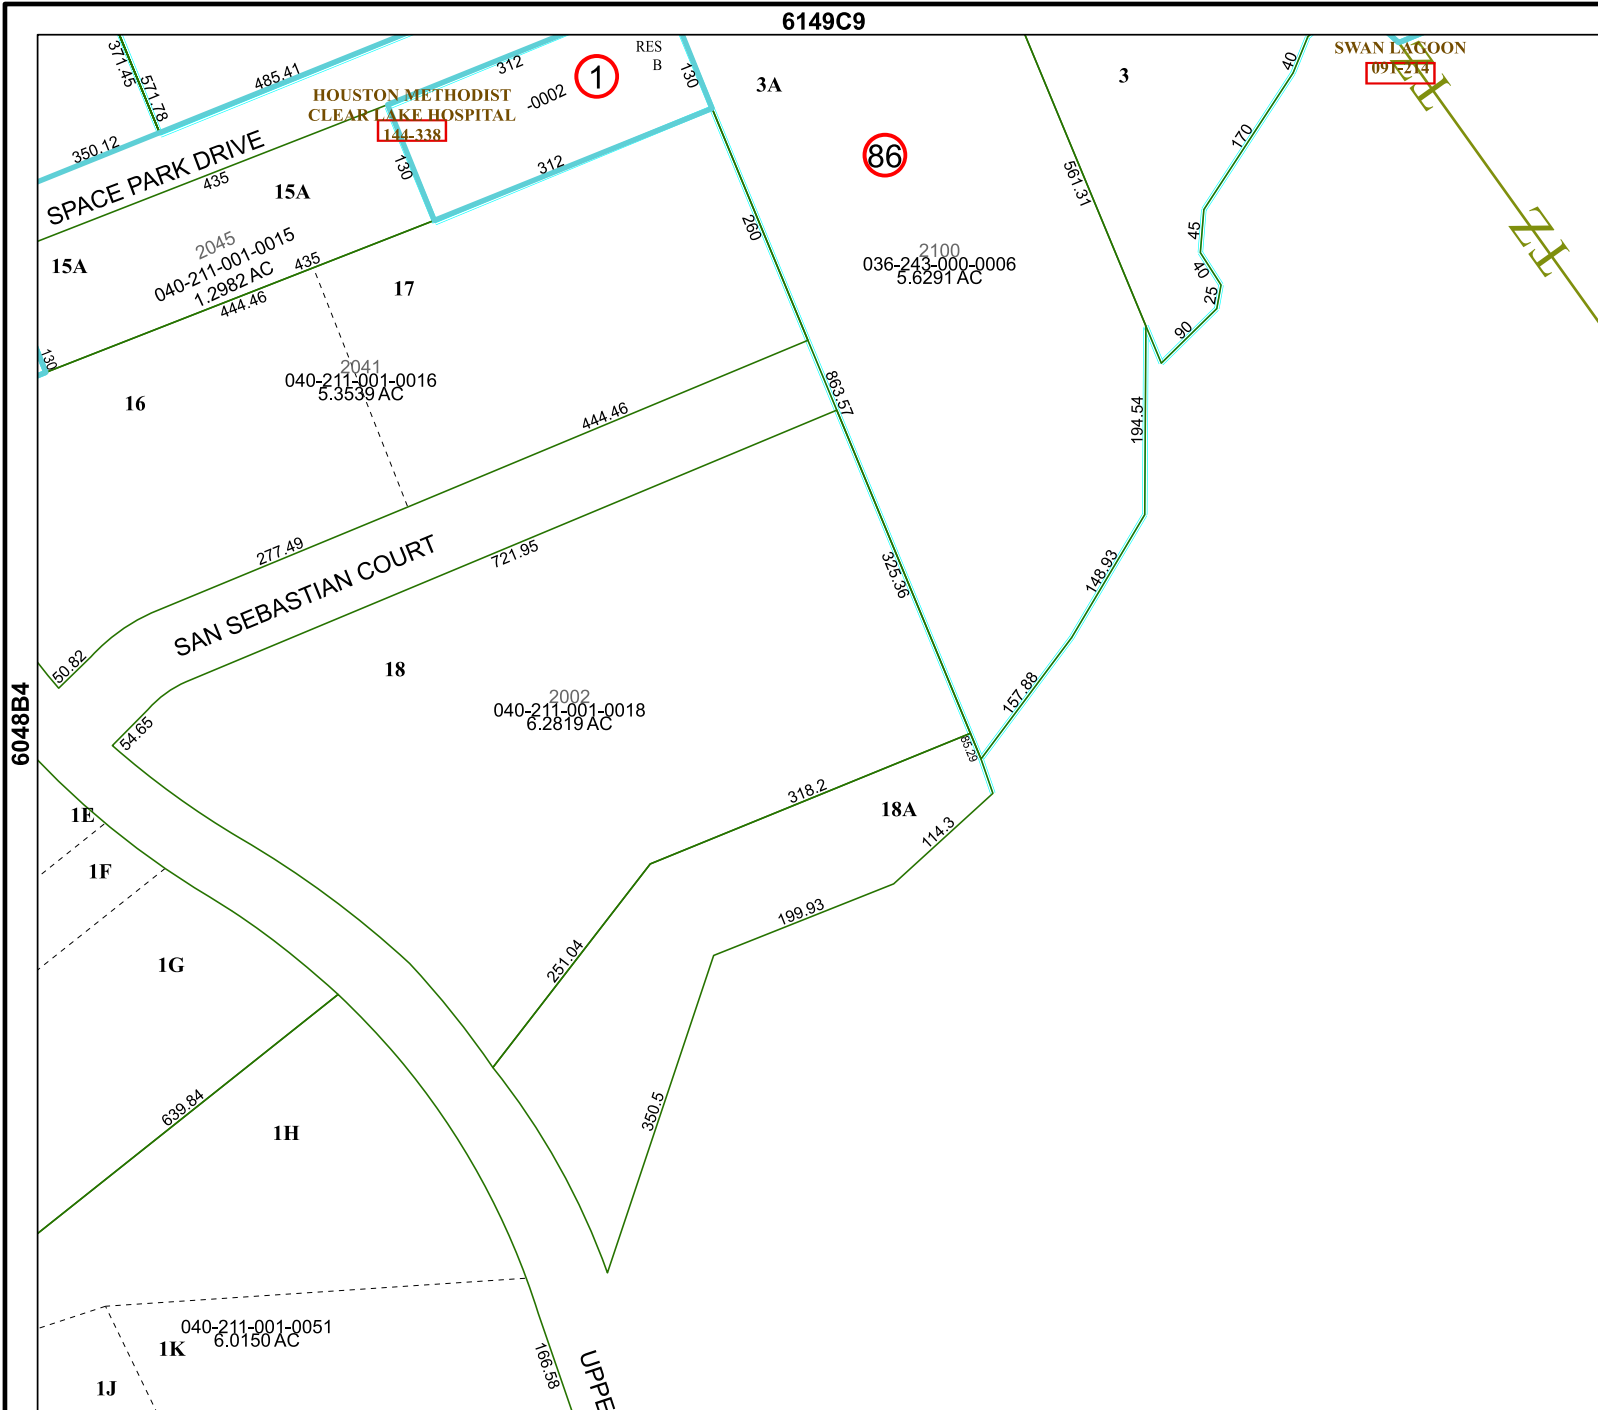 6149C9
371.45
571.78
485.41
312
1
RES
B
130
3A
3
40
SWAN LAGOON
091-214
HOUSTON METHODIST
CLEAR LAKE HOSPITAL
144-338
-0002
86
170
TZ
350.12
SPACE PARK DRIVE
435
15A
130
312
561.31
260
45
TZ
15A
2045
040-211-001-0015
1.2982 AC
435
444.46
17
2100
036-243-000-0006
5.6291 AC
40
25
90
130
2041
040-211-001-0016
5.3539 AC
16
863.57
444.46
194.54
277.49
SAN SEBASTIAN COURT
721.95
325.36
148.93
50.82
18
2002
040-211-001-0018
6.2819 AC
157.88
6048B4
54.65
85.29
318.2
18A
114.3
1E
1F
199.93
1G
251.04
639.84
350.5
1H
040-211-001-0051
6.0150 AC
1K
166.58
UPPE
1J